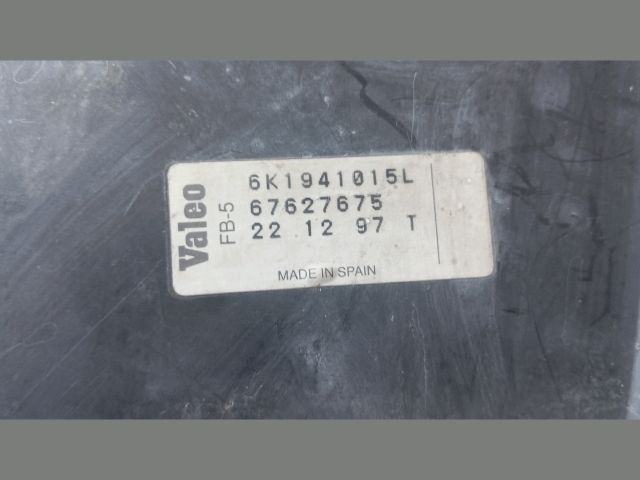 Valeo
FB-5
6K1941015L
67627675
22 12 97 T
MADE IN SPAIN